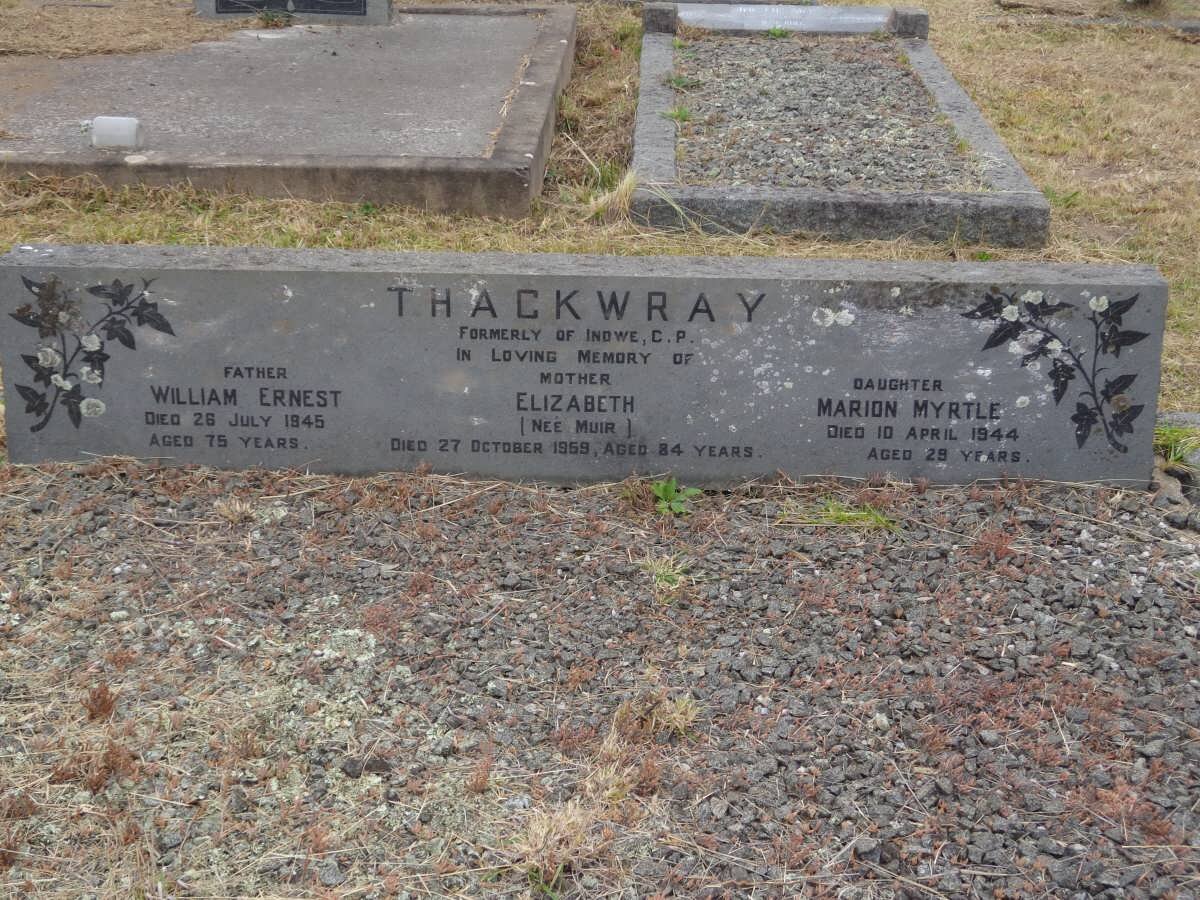 THACKWRAY
FORMERLY OF INDWE, C.P.
IN LOVING MEMORY OF
FATHER
WILLIAM ERNEST
DIED 26 JULY 1945
AGED 75 YEARS.
MOTHER
ELIZABETH
(NEÉ MUIR)
DIED 27 OCTOBER 1959, AGED 84 YEARS.
DAUGHTER
MARION MYRTLE
DIED 10 APRIL 1944
AGED 29 YEARS.